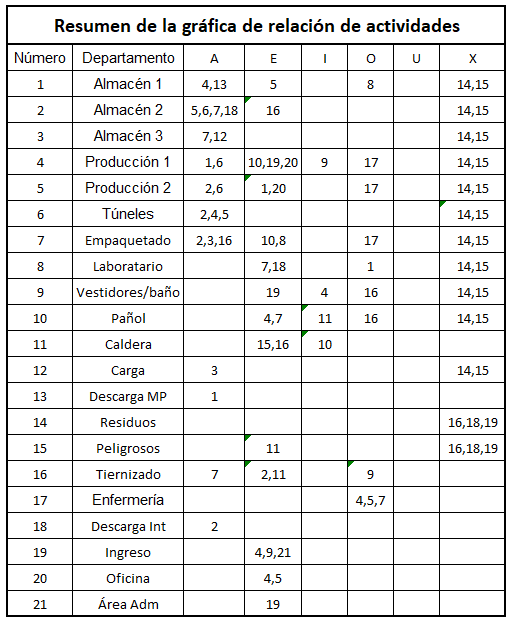 Resumen de la gráfica de relación de actividades
Número Departamento A E I O U X
1 Almacén 1 4,13 5 8 14,15
2 Almacén 2 5,6,7,18 16 14,15
3 Almacén 3 7,12 14,15
4 Producción 1 1,6 10,19,20 9 17 14,15
5 Producción 2 2,6 1,20 17 14,15
6 Túneles 2,4,5 14,15
7 Empaquetado 2,3,16 10,8 17 14,15
8 Laboratario 7,18 1 14,15
9 Vestidores/baño 19 4 16 14,15
10 Pañol 4,7 11 16 14,15
11 Caldera 15,16 10
12 Carga 3 14,15
13 Descarga MP 1
14 Residuos 16,18,19
15 Peligrosos 11 16,18,19
16 Tiernizado 7 2,11 9
17 Enfermería 4,5,7
18 Descarga Int 2
19 Ingreso 4,9,21
20 Oficina 4,5
21 Área Adm 19